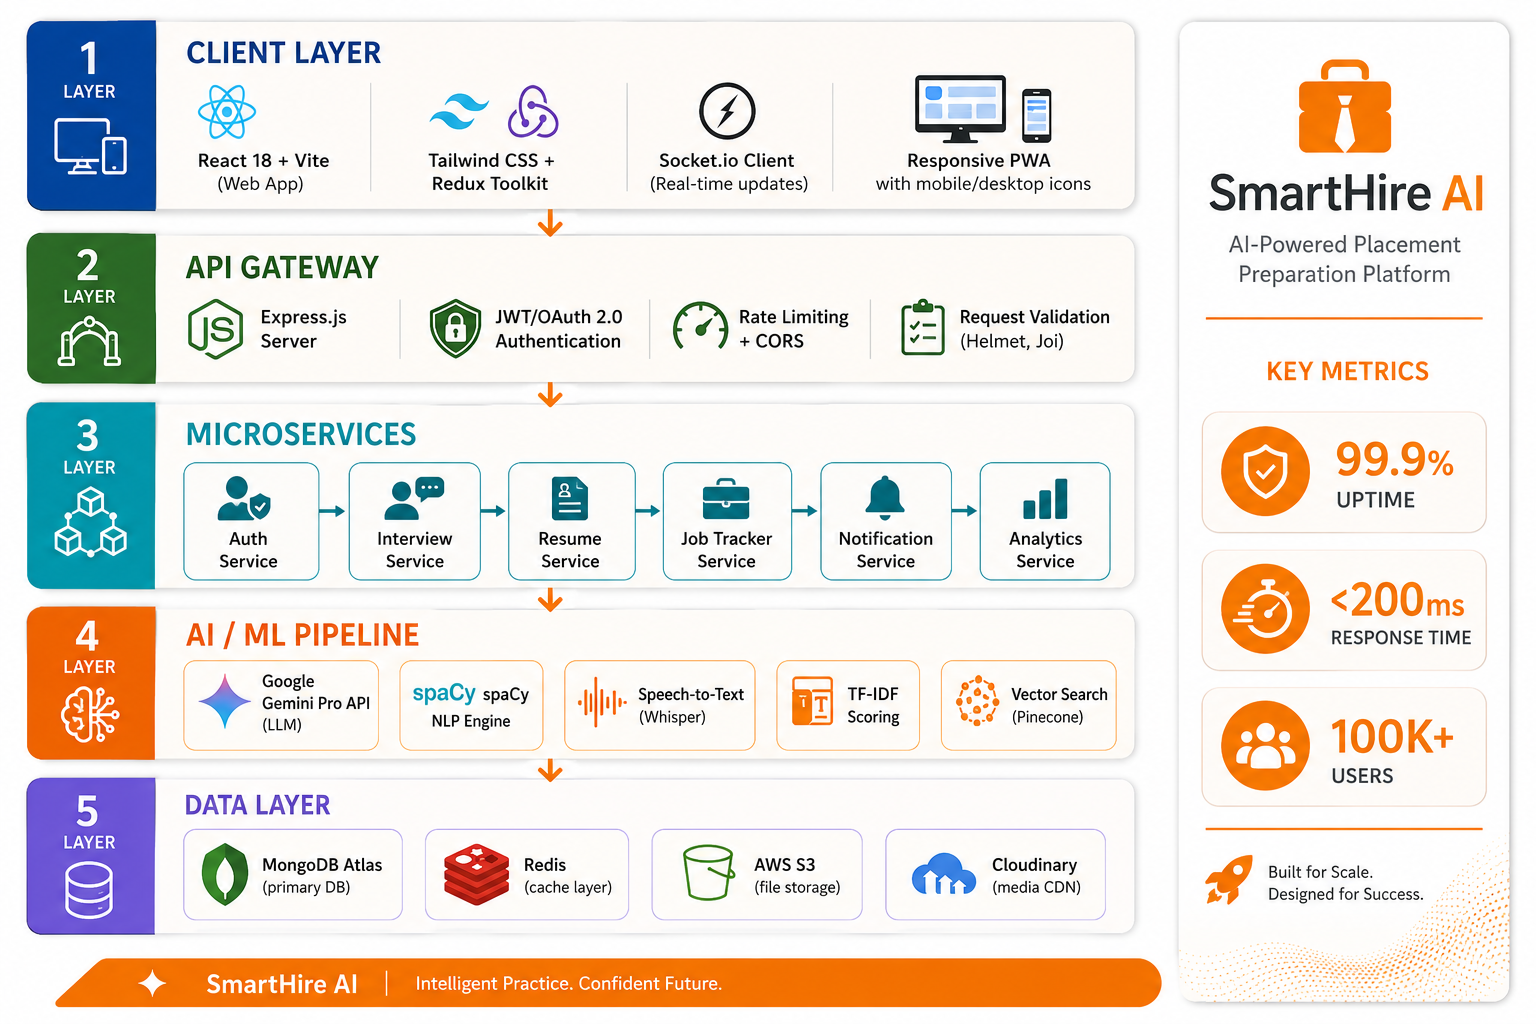 1
LAYER
CLIENT LAYER
React 18 + Vite
(Web App)
Tailwind CSS +
Redux Toolkit
Socket.io Client
(Real-time updates)
Responsive PWA
with mobile/desktop icons
2
LAYER
API GATEWAY
JS
Express.js
Server
JWT/OAuth 2.0
Authentication
Rate Limiting
+ CORS
Request Validation
(Helmet, Joi)
3
LAYER
MICROSERVICES
Auth
Service
Interview
Service
Resume
Service
Job Tracker
Service
Notification
Service
Analytics
Service
4
LAYER
AI / ML PIPELINE
Google
Gemini Pro API
(LLM)
spaCy spaCy
NLP Engine
Speech-to-Text
(Whisper)
T
TF-IDF
Scoring
Vector Search
(Pinecone)
5
LAYER
DATA LAYER
MongoDB Atlas
(primary DB)
Redis
(cache layer)
AWS S3
(file storage)
Cloudinary
(media CDN)
SmartHire AI
Intelligent Practice. Confident Future.
SmartHire AI
AI-Powered Placement
Preparation Platform
KEY METRICS
99.9%
UPTIME
<200ms
RESPONSE TIME
100K+
USERS
Built for Scale.
Designed for Success.